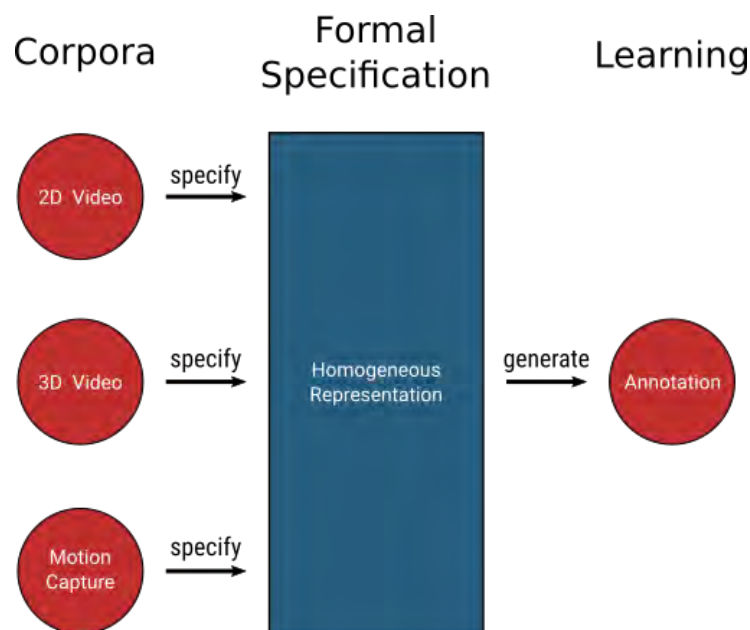 Corpora
Formal
Specification
Learning
2D Video
specify
3D Video
specify
Homogeneous
Representation
generate
Annotation
Motion
Capture
specify